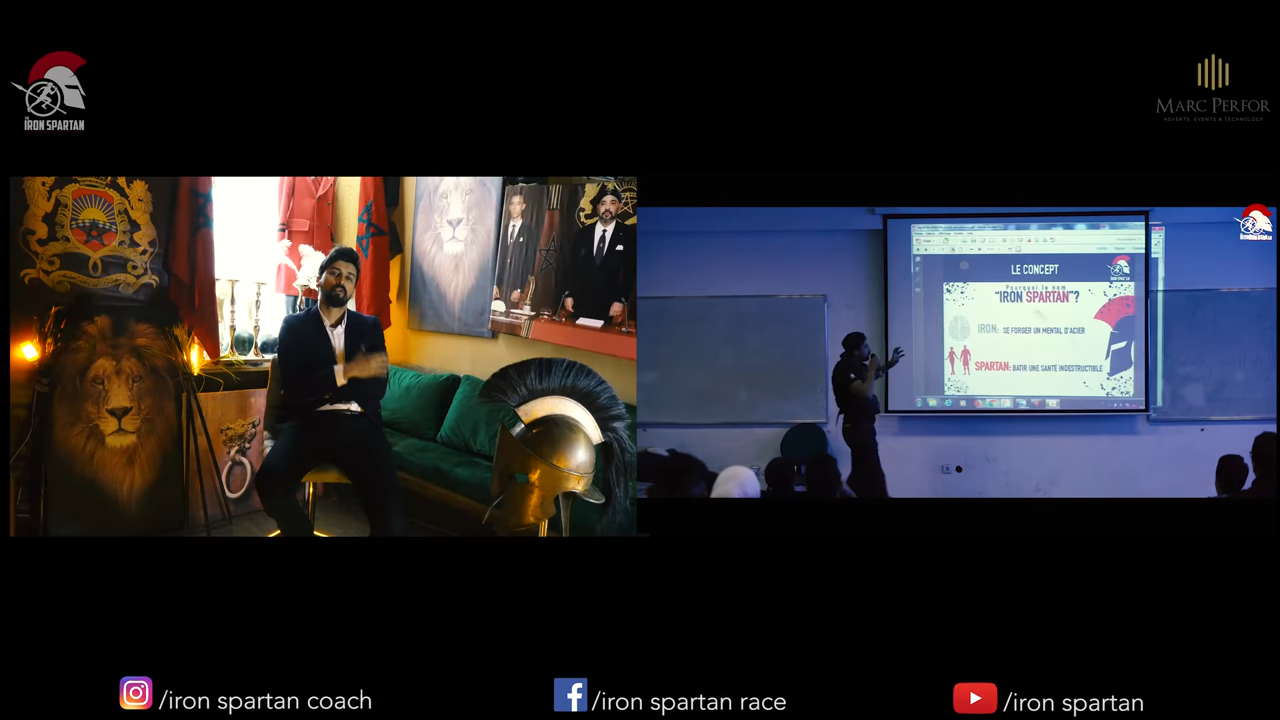 IRON SPARTAN
MARC PERFOR
ADVERTS, EVENTS & TECHNOLOGY
LE CONCEPT
Pourquoi le nom
"IRON SPARTAN"?
IRON: SE FORGER UN MENTAL D'ACIER
SPARTAN: BATIR UNE SANTÉ INDESTRUCTIBLE
/iron spartan coach
/iron spartan race
/iron spartan